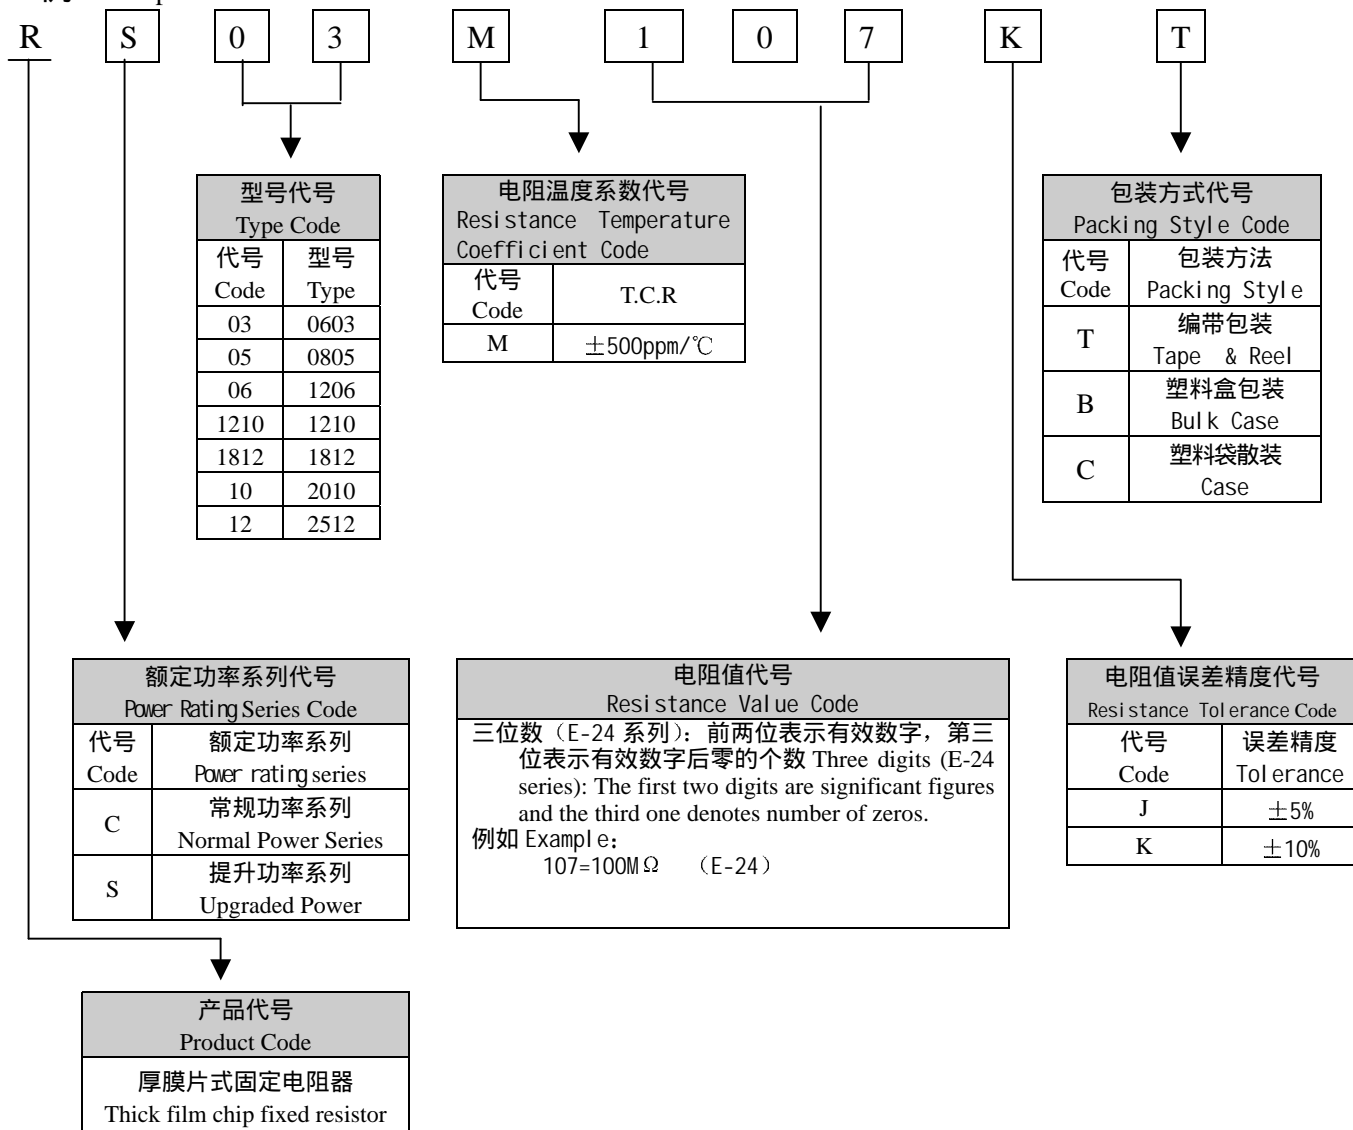 R S 0 3 M 1 0 7 K T
型号代号
Type Code
代号 型号
Code Type
03 0603
05 0805
06 1206
1210 1210
1812 1812
10 2010
12 2512
电阻温度系数代号
Resistance Temperature
Coefficient Code
代号
Code
T.C.R
M ±500ppm/℃
包装方式代号
Packing Style Code
代号 包装方法
Code Packing Style
T
编带包装
Tape & Reel
B
塑料盒包装
Bulk Case
C
塑料袋散装
Case
额定功率系列代号
Power Rating Series Code
代号 额定功率系列
Code Power rating series
C
常规功率系列
Normal Power Series
S
提升功率系列
Upgraded Power
电阻值代号
Resistance Value Code
三位数（E-24 系列）：前两位表示有效数字，第三
位表示有效数字后零的个数 Three digits (E-24
series): The first two digits are significant figures
and the third one denotes number of zeros.
例如 Example：
107=100MΩ （E-24）
电阻值误差精度代号
Resistance Tolerance Code
代号 误差精度
Code Tolerance
J ±5%
K ±10%
产品代号
Product Code
厚膜片式固定电阻器
Thick film chip fixed resistor